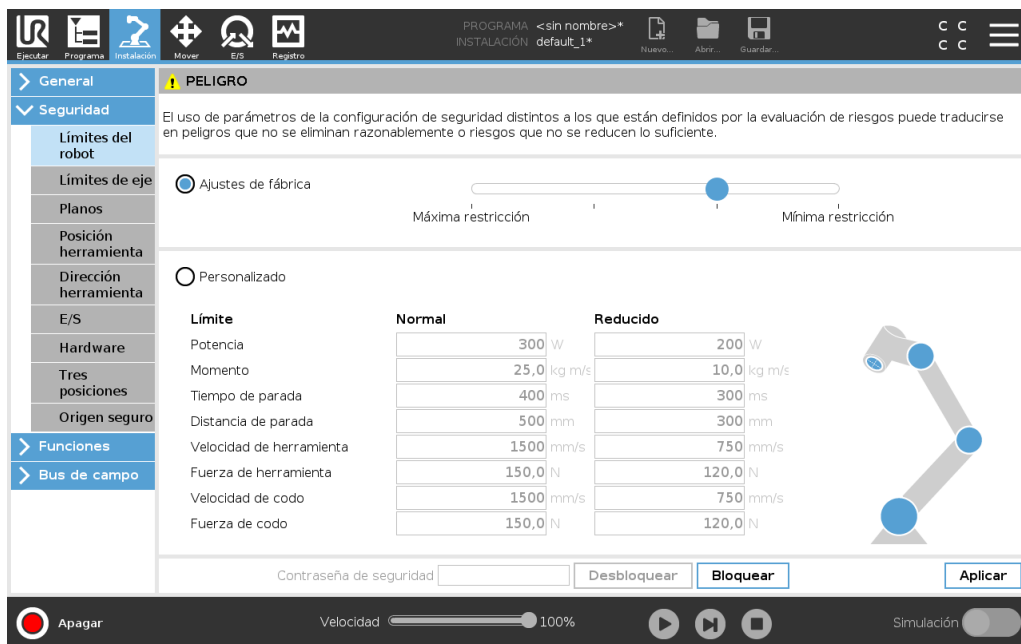 PROGRAMA <sin nombre>*
INSTALACIÓN default_1*
Ejecutar Programa Instalación Mover E/S Registro Nuevo... Abrir... Guardar...
C C
C C
General
Seguridad
Límites del
robot
Límites de eje
Planos
Posición
herramienta
Dirección
herramienta
E/S
Hardware
Tres
posiciones
Origen seguro
Funciones
Bus de campo
PELIGRO
El uso de parámetros de la configuración de seguridad distintos a los que están definidos por la evaluación de riesgos puede traducirse
en peligros que no se eliminan razonablemente o riesgos que no se reducen lo suficiente.
Ajustes de fábrica
Máxima restricción Mínima restricción
Personalizado
Límite Normal Reducido
Potencia 300 W 200 W
Momento 25,0 kg m/s 10,0 kg m/s
Tiempo de parada 400 ms 300 ms
Distancia de parada 500 mm 300 mm
Velocidad de herramienta 1500 mm/s 750 mm/s
Fuerza de herramienta 150,0 N 120,0 N
Velocidad de codo 1500 mm/s 750 mm/s
Fuerza de codo 150,0 N 120,0 N
Contraseña de seguridad Desbloquear Bloquear Aplicar
Apagar Velocidad 100% Simulación